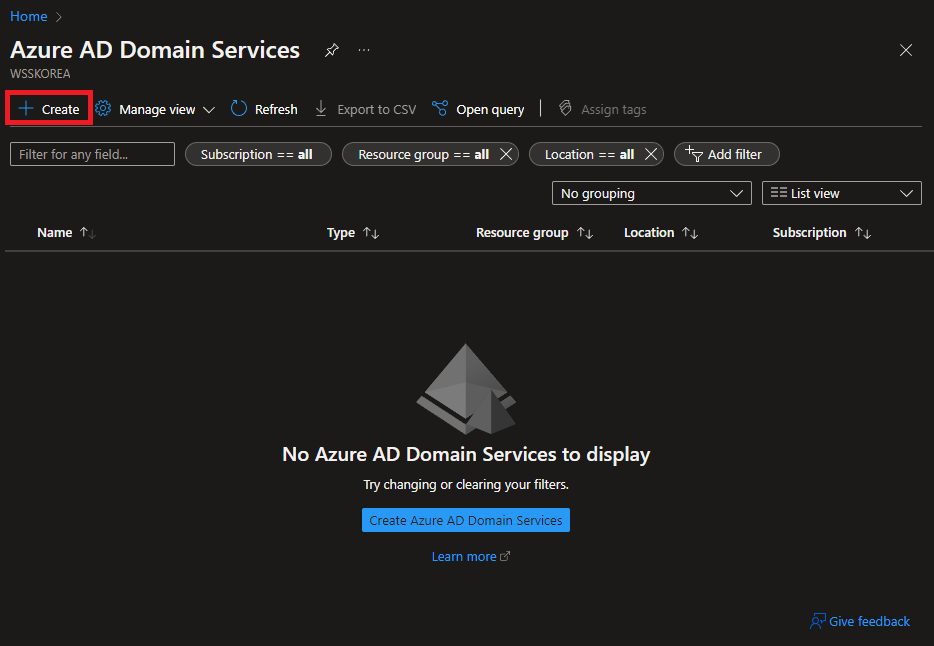 Home
Azure AD Domain Services
WSSKOREA
Create Manage view Refresh Export to CSV Open query Assign tags
Filter for any field... Subscription == all Resource group == all Location == all Add filter
No grouping List view
Name Type Resource group Location Subscription
No Azure AD Domain Services to display
Try changing or clearing your filters.
Create Azure AD Domain Services
Learn more
Give feedback